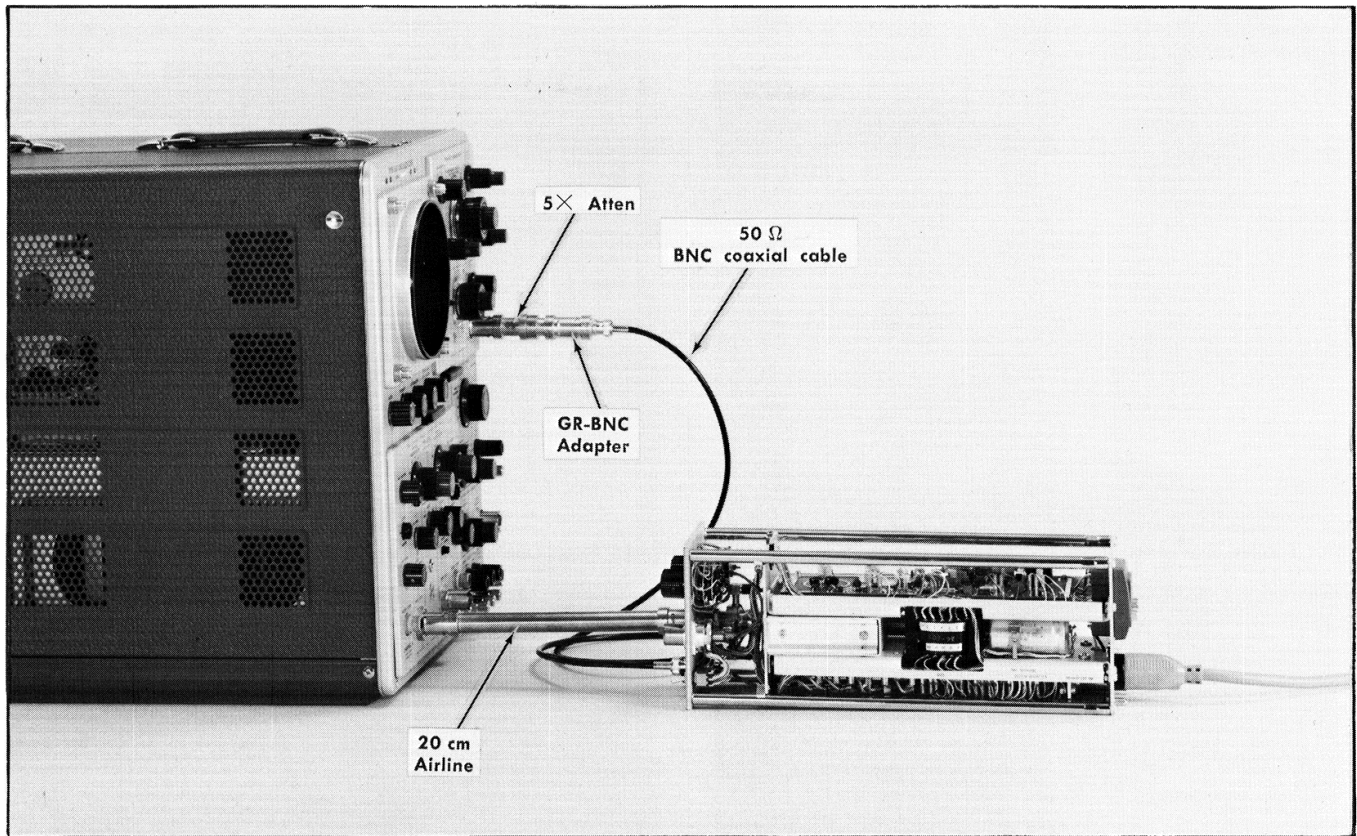 5× Atten
50 Ω
BNC coaxial cable
GR-BNC
Adapter
20 cm
Airline